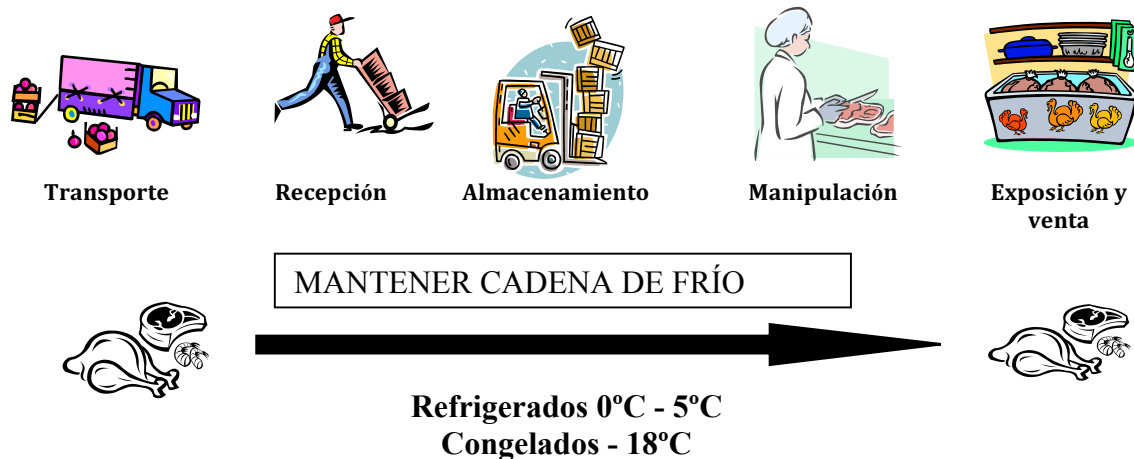 Transporte
Recepción
Almacenamiento
Manipulación
Exposición y
venta
MANTENER CADENA DE FRÍO
Refrigerados 0ºC - 5ºC
Congelados - 18ºC